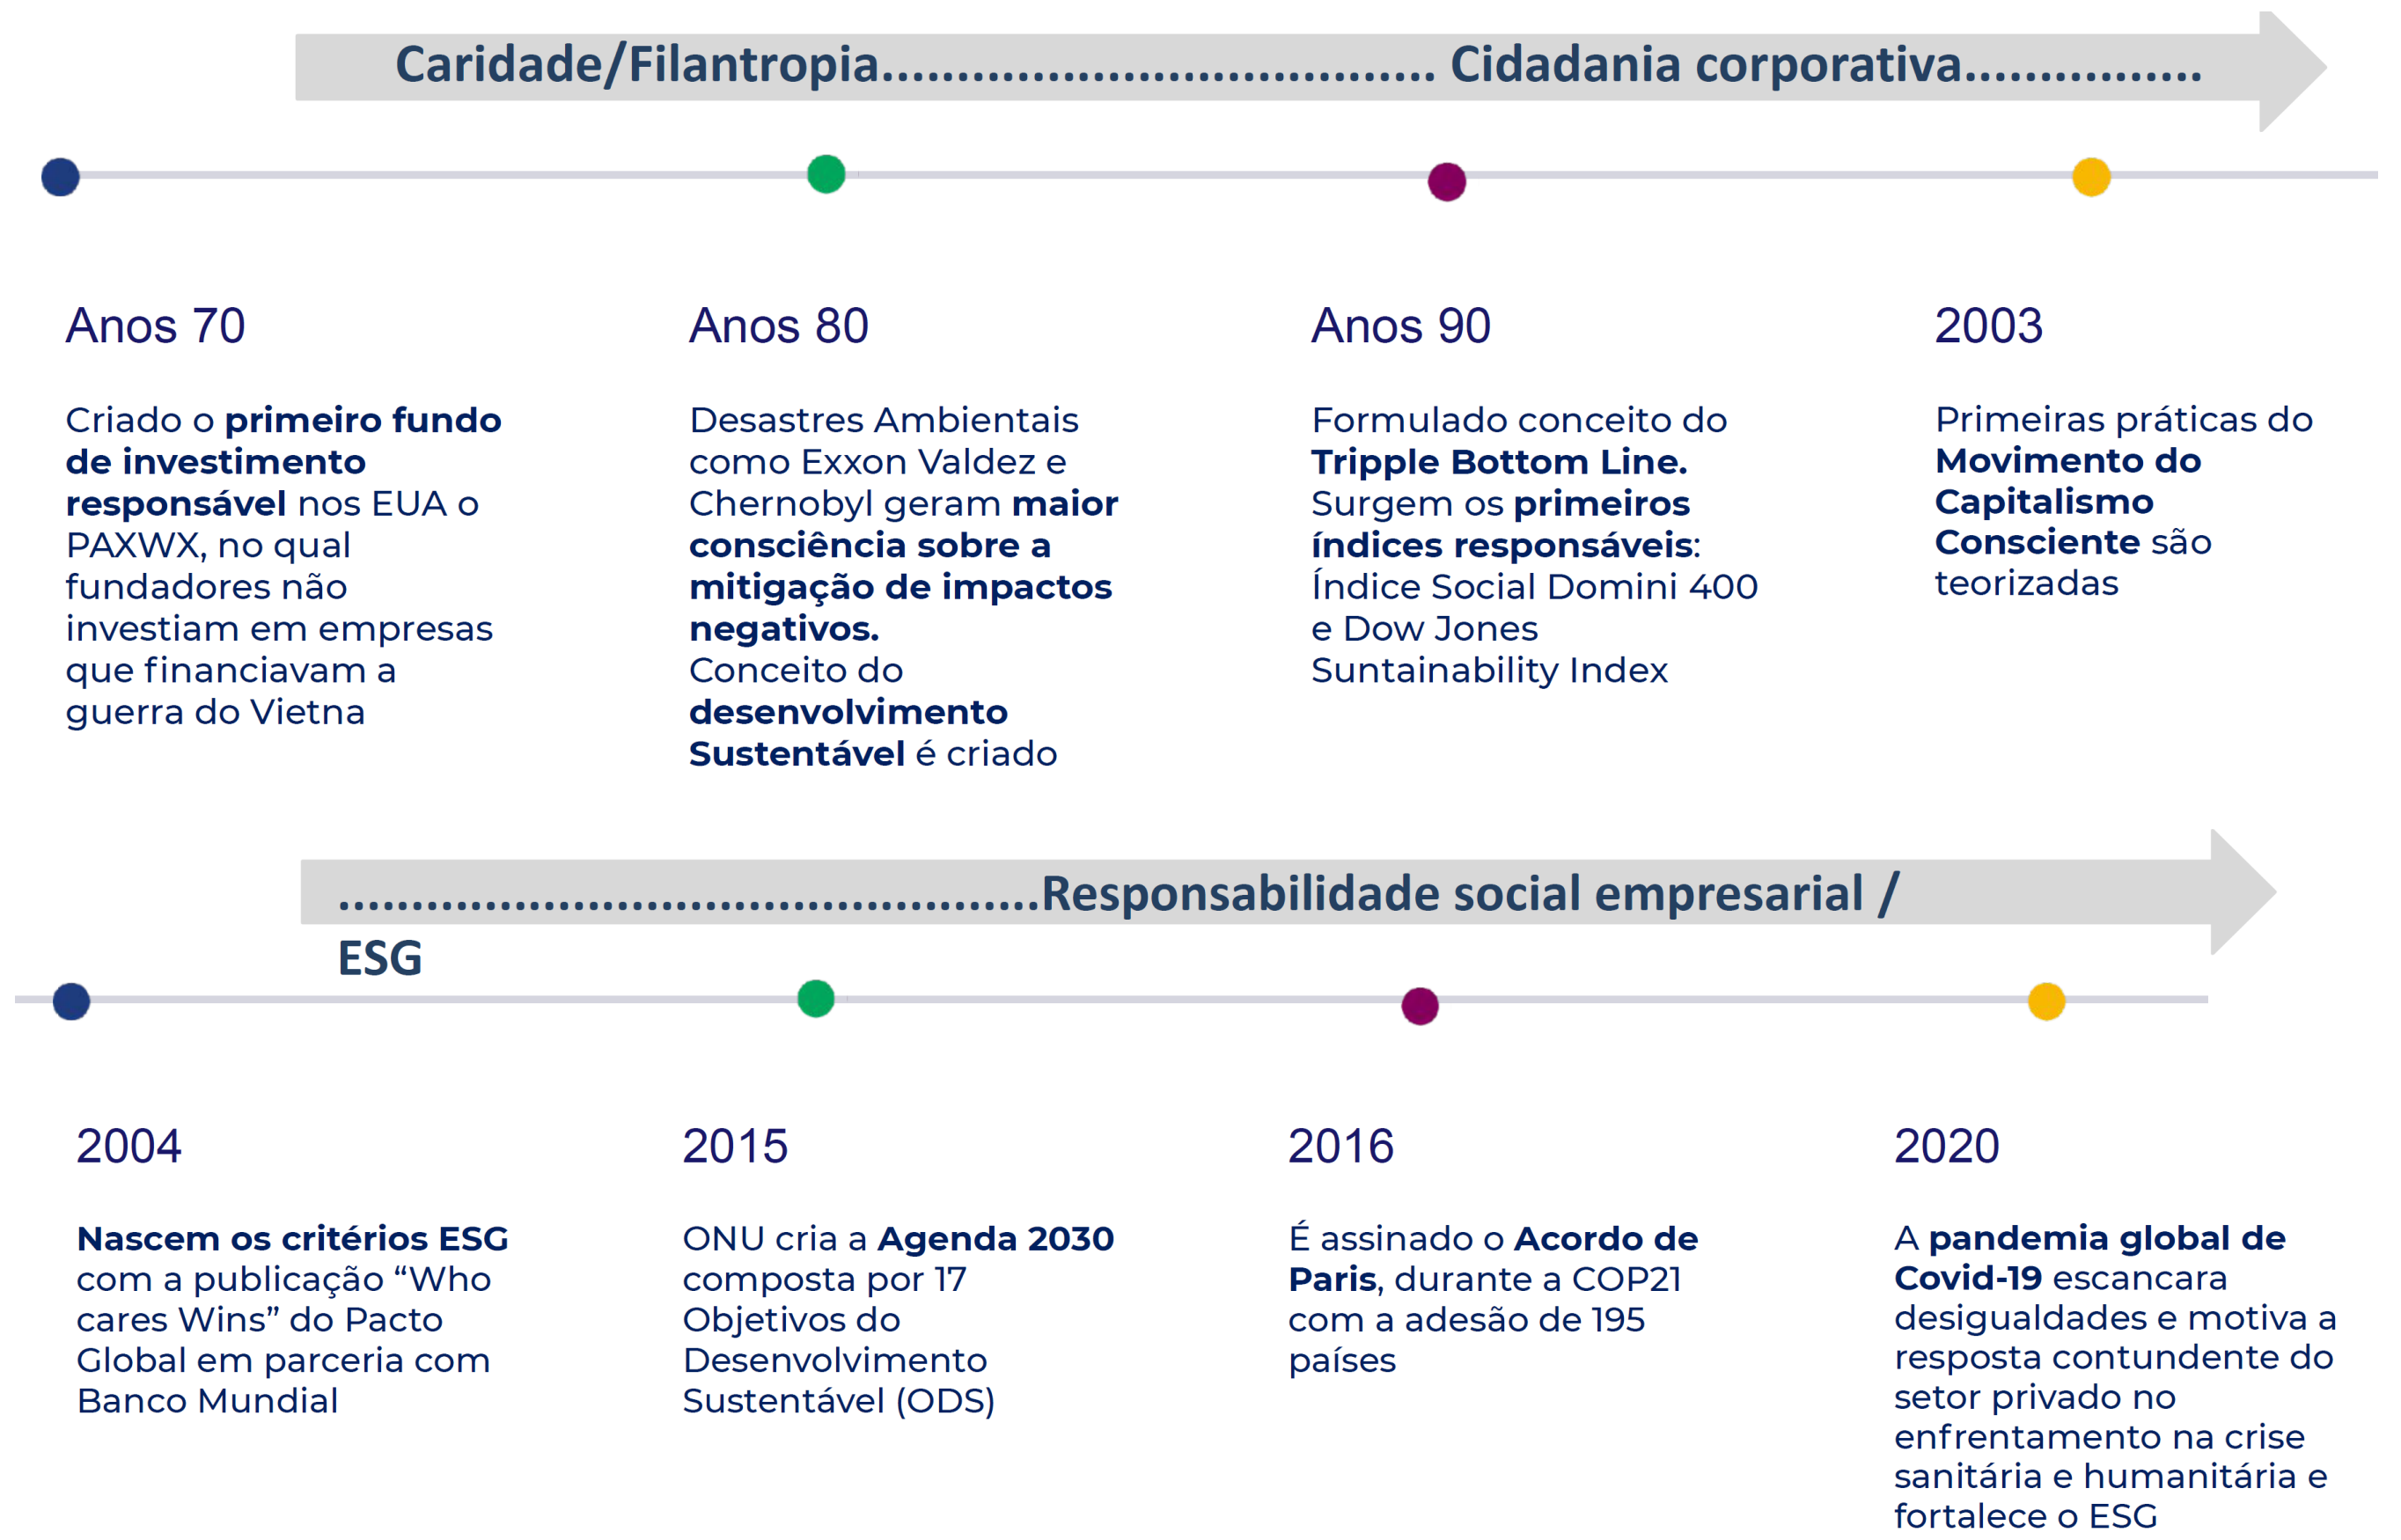 Caridade/Filantropia..................................... Cidadania corporativa................
Anos 70
Criado o primeiro fundo
de investimento
responsável nos EUA o
PAXWX, no qual
fundadores não
investiam em empresas
que financiavam a
guerra do Vietna
Anos 80
Desastres Ambientais
como Exxon Valdez e
Chernobyl geram maior
consciência sobre a
mitigação de impactos
negativos.
Conceito do
desenvolvimento
Sustentável é criado
Anos 90
Formulado conceito do
Tripple Bottom Line.
Surgem os primeiros
índices responsáveis:
Índice Social Domini 400
e Dow Jones
Suntainability Index
2003
Primeiras práticas do
Movimento do
Capitalismo
Consciente são
teorizadas
................................................Responsabilidade social empresarial /
ESG
2004
Nascem os critérios ESG
com a publicação “Who
cares Wins” do Pacto
Global em parceria com
Banco Mundial
2015
ONU cria a Agenda 2030
composta por 17
Objetivos do
Desenvolvimento
Sustentável (ODS)
2016
É assinado o Acordo de
Paris, durante a COP21
com a adesão de 195
países
2020
A pandemia global de
Covid-19 escancara
desigualdades e motiva a
resposta contundente do
setor privado no
enfrentamento na crise
sanitária e humanitária e
fortalece o ESG